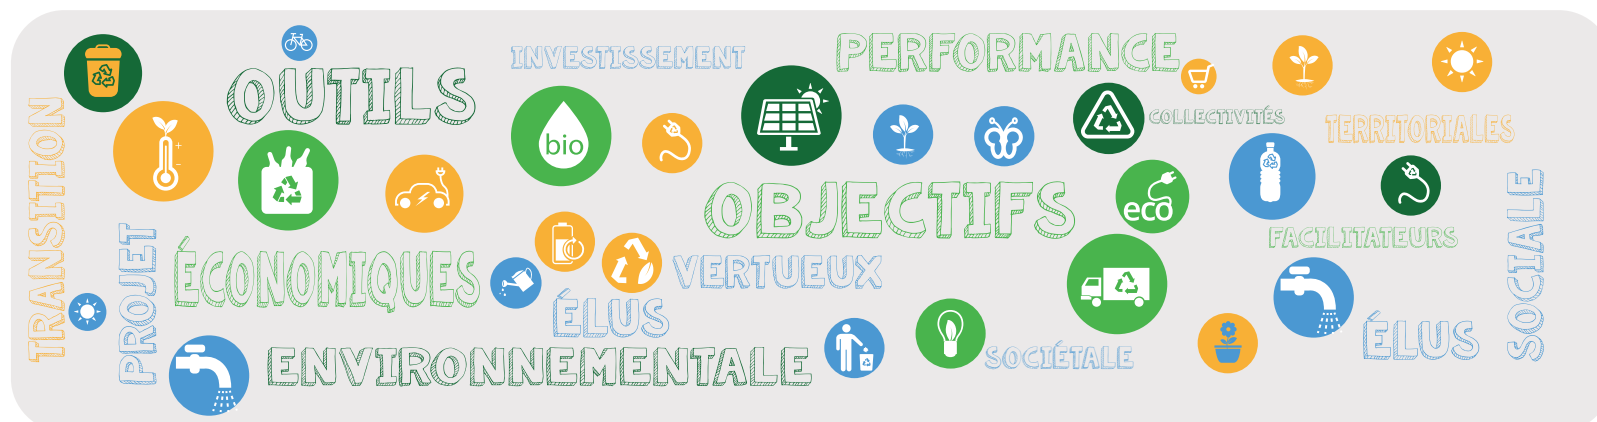 TRANSITION
PROJET
OUTILS
ÉCONOMIQUES
ENVIRONNEMENTALE
INVESTISSEMENT
bio
ÉLUS
VERTUEUX
OBJECTIFS
PERFORMANCE
COLLECTIVITÉS
eco
SOCIÉTALE
TERRITORIALES
FACILITATEURS
ÉLUS
SOCIALE